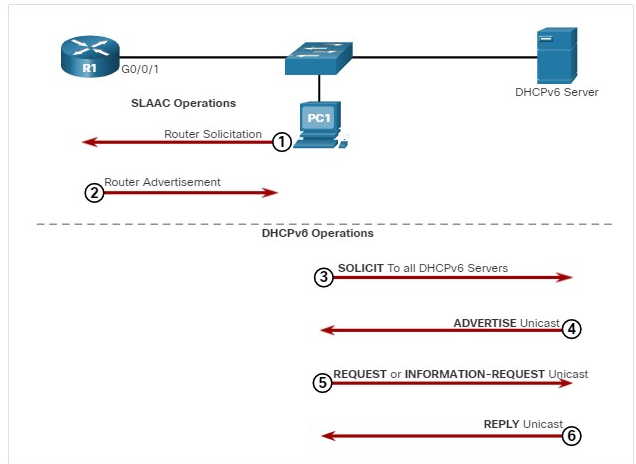 R1
G0/0/1
DHCPv6 Server
SLAAC Operations
PC1
Router Solicitation
1
Router Advertisement
2
DHCPv6 Operations
SOLICIT To all DHCPv6 Servers
3
ADVERTISE Unicast
4
REQUEST or INFORMATION-REQUEST Unicast
5
REPLY Unicast
6